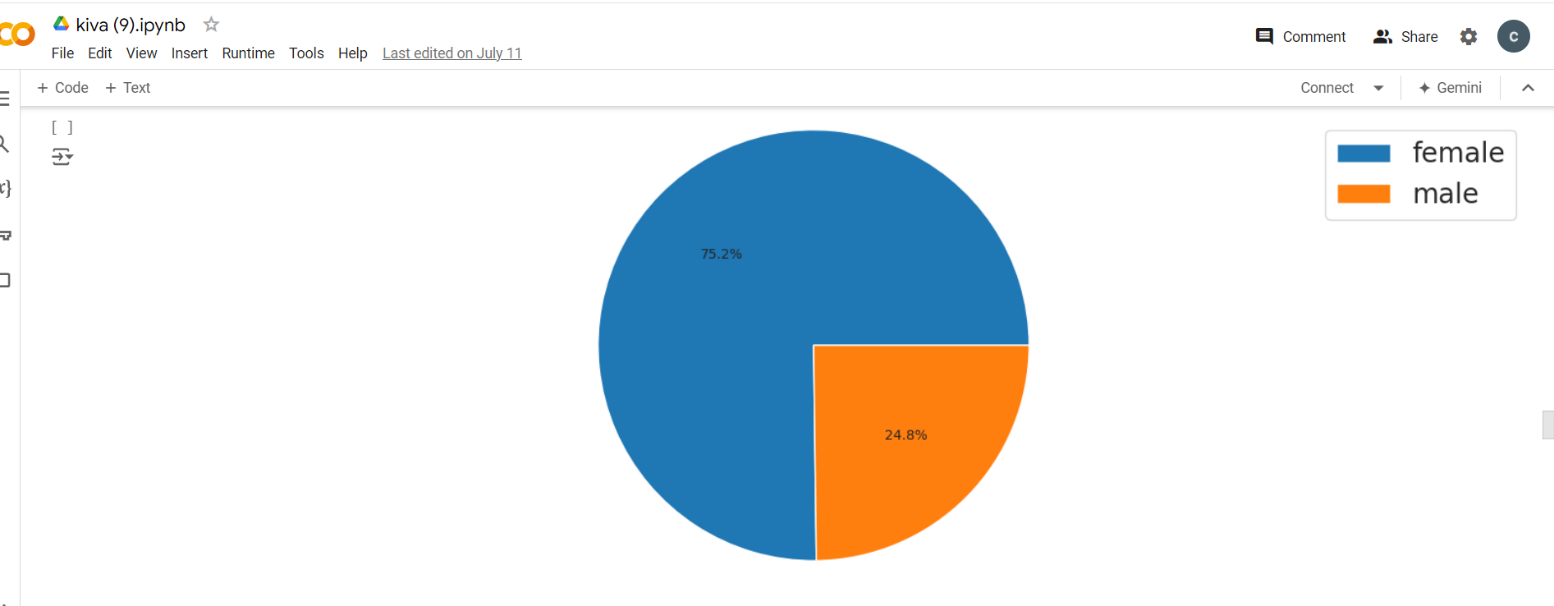 kiva (9).ipynb
Comment
Share
C
File Edit View Insert Runtime Tools Help Last edited on July 11
+ Code + Text
Connect
Gemini
[ ]
female
male
75.2%
24.8%